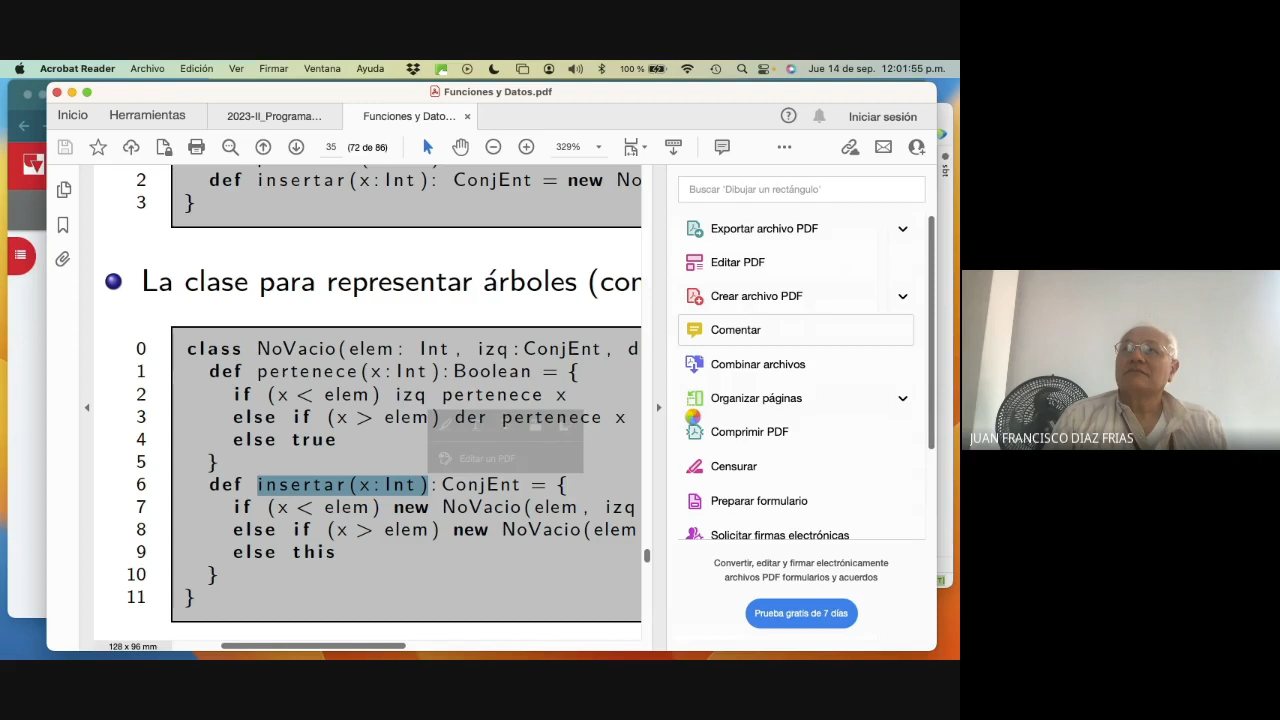 Acrobat Reader Archivo Edición Ver Firmar Ventana Ayuda 100 % Jue 14 de sep. 12:01:55 p.m.
Funciones y Datos.pdf
Inicio Herramientas 2023-II_Programa... Funciones y Dato... × Iniciar sesión
35 (72 de 86) 329%
sbt
Buscar 'Dibujar un rectángulo'
Exportar archivo PDF
Editar PDF
Crear archivo PDF
Comentar
Combinar archivos
Organizar páginas
Comprimir PDF
Censurar
Preparar formulario
Solicitar firmas electrónicas
Convertir, editar y firmar electrónicamente
archivos PDF formularios y acuerdos
Prueba gratis de 7 días
2 def insertar(x:Int): ConjEnt = new No
3 }
La clase para representar árboles (con
0 class NoVacio(elem: Int, izq:ConjEnt, d
1 def pertenece(x:Int):Boolean = {
2 if (x < elem) izq pertenece x
3 else if (x > elem) der pertenece x
4 else true
5 }
Editar un PDF
6 def insertar(x:Int):ConjEnt = {
7 if (x < elem) new NoVacio(elem, izq
8 else if (x > elem) new NoVacio(elem
9 else this
10 }
11 }
128 x 96 mm
JUAN FRANCISCO DIAZ FRIAS